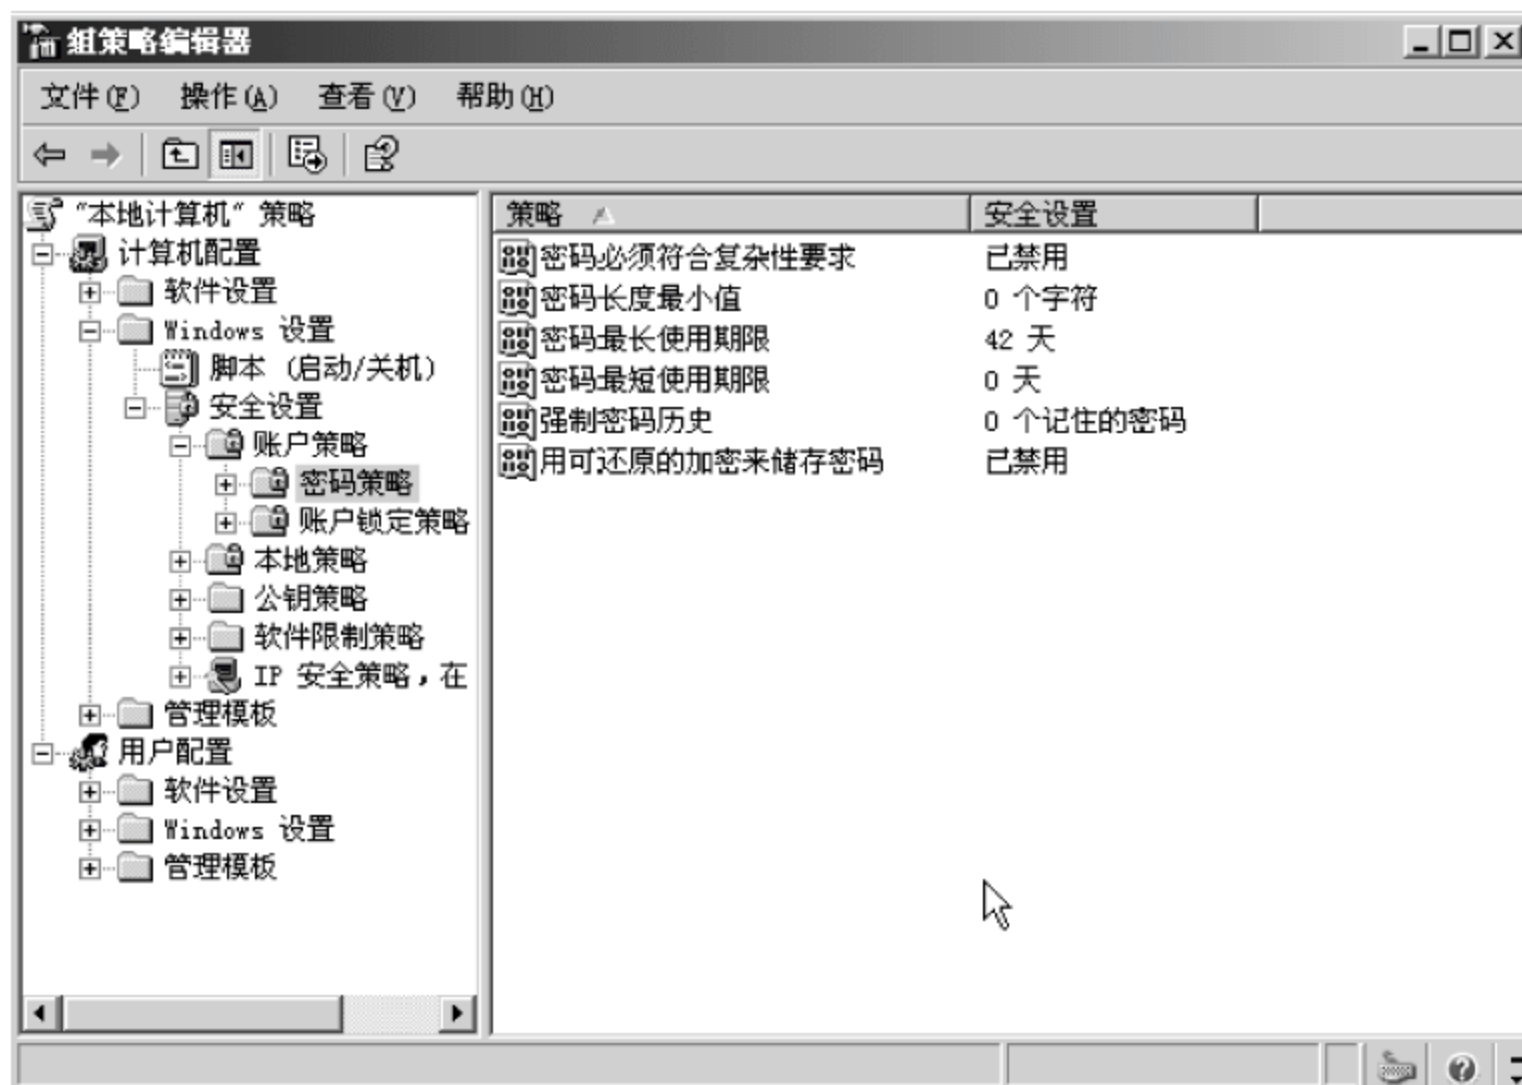 组策略编辑器
文件(F) 操作(A) 查看(V) 帮助(H)
"本地计算机" 策略
计算机配置
软件设置
Windows 设置
脚本 (启动/关机)
安全设置
账户策略
密码策略
账户锁定策略
本地策略
公钥策略
软件限制策略
IP 安全策略，在
管理模板
用户配置
软件设置
Windows 设置
管理模板
策略 安全设置
密码必须符合复杂性要求 已禁用
密码长度最小值 0 个字符
密码最长使用期限 42 天
密码最短使用期限 0 天
强制密码历史 0 个记住的密码
用可还原的加密来储存密码 已禁用